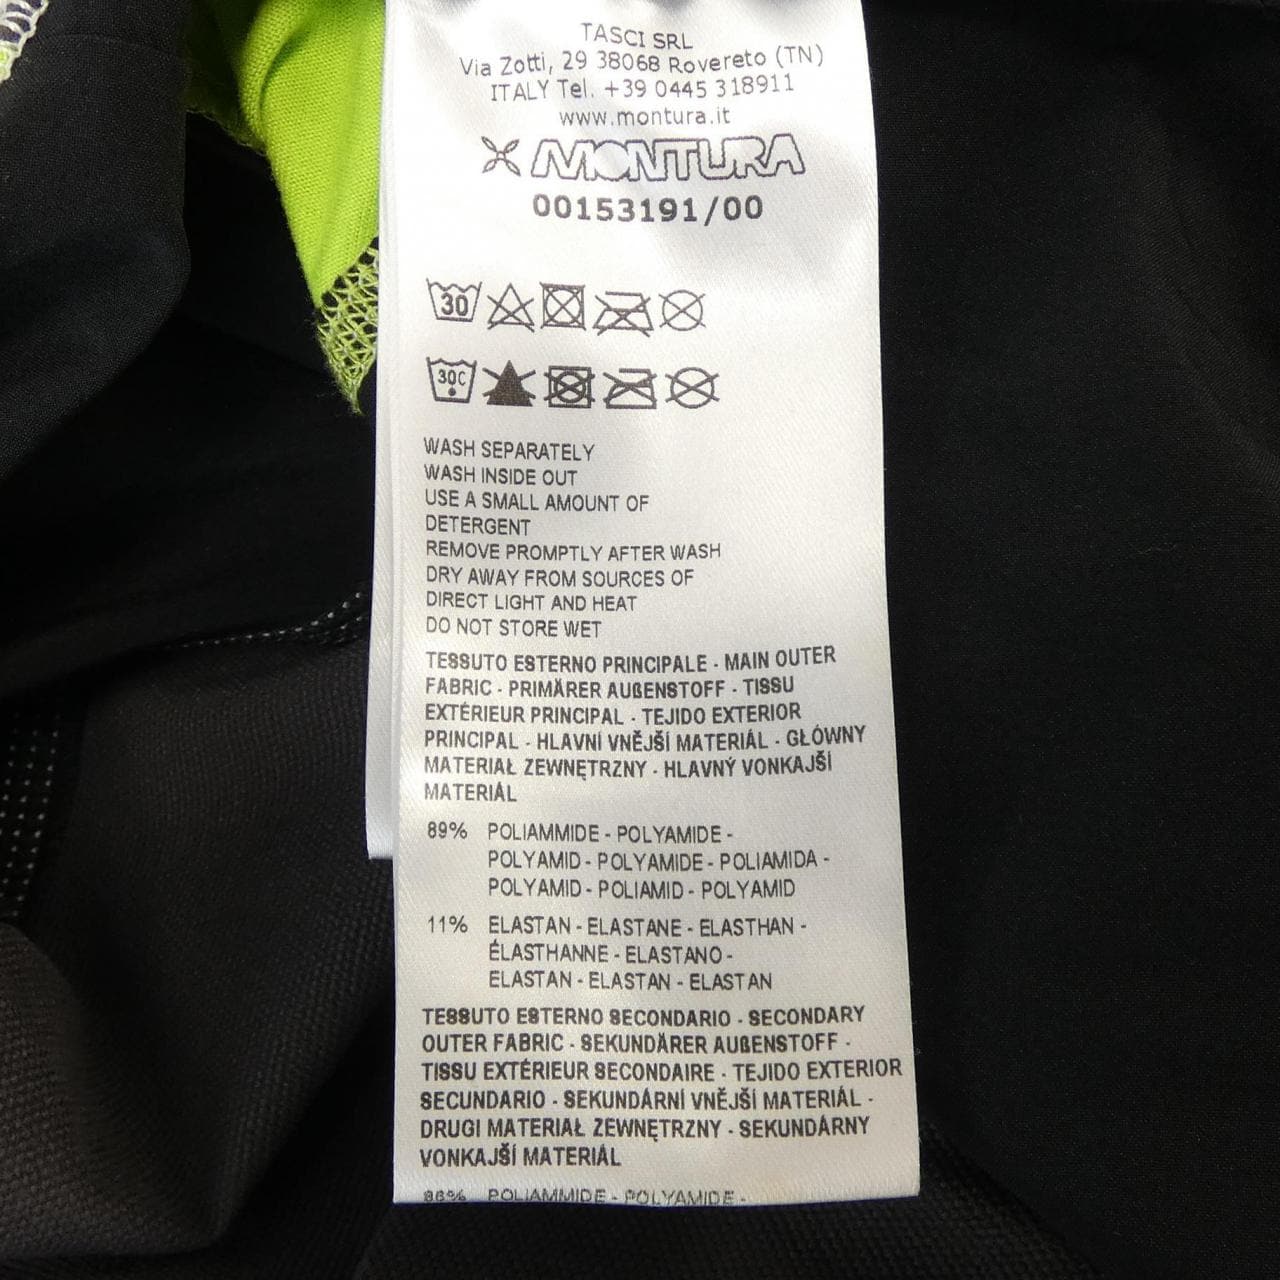 TASCI SRL
Via Zotti, 29 38068 Rovereto (TN)
ITALY Tel. +39 0445 318911
www.montura.it
MONTURA
00153191/00
30
30C
WASH SEPARATELY
WASH INSIDE OUT
USE A SMALL AMOUNT OF
DETERGENT
REMOVE PROMPTLY AFTER WASH
DRY AWAY FROM SOURCES OF
DIRECT LIGHT AND HEAT
DO NOT STORE WET
TESSUTO ESTERNO PRINCIPALE - MAIN OUTER
FABRIC - PRIMÄRER AUßENSTOFF - TISSU
EXTÉRIEUR PRINCIPAL - TEJIDO EXTERIOR
PRINCIPAL - HLAVNÍ VNĚJŠÍ MATERIÁL - GŁÓWNY
MATERIAŁ ZEWNĘTRZNY - HLAVNÝ VONKAJŠÍ
MATERIÁL
89% POLIAMMIDE - POLYAMIDE -
POLYAMID - POLYAMIDE - POLIAMIDA -
POLYAMID - POLIAMID - POLYAMID
11% ELASTAN - ELASTANE - ELASTHAN -
ÉLASTHANNE - ELASTANO -
ELASTAN - ELASTAN - ELASTAN
TESSUTO ESTERNO SECONDARIO - SECONDARY
OUTER FABRIC - SEKUNDÄRER AUßENSTOFF -
TISSU EXTÉRIEUR SECONDAIRE - TEJIDO EXTERIOR
SECUNDARIO - SEKUNDÁRNÍ VNĚJŠÍ MATERIÁL -
DRUGI MATERIAŁ ZEWNĘTRZNY - SEKUNDÁRNY
VONKAJŠÍ MATERIÁL
86% POLIAMMIDE - POLYAMIDE -